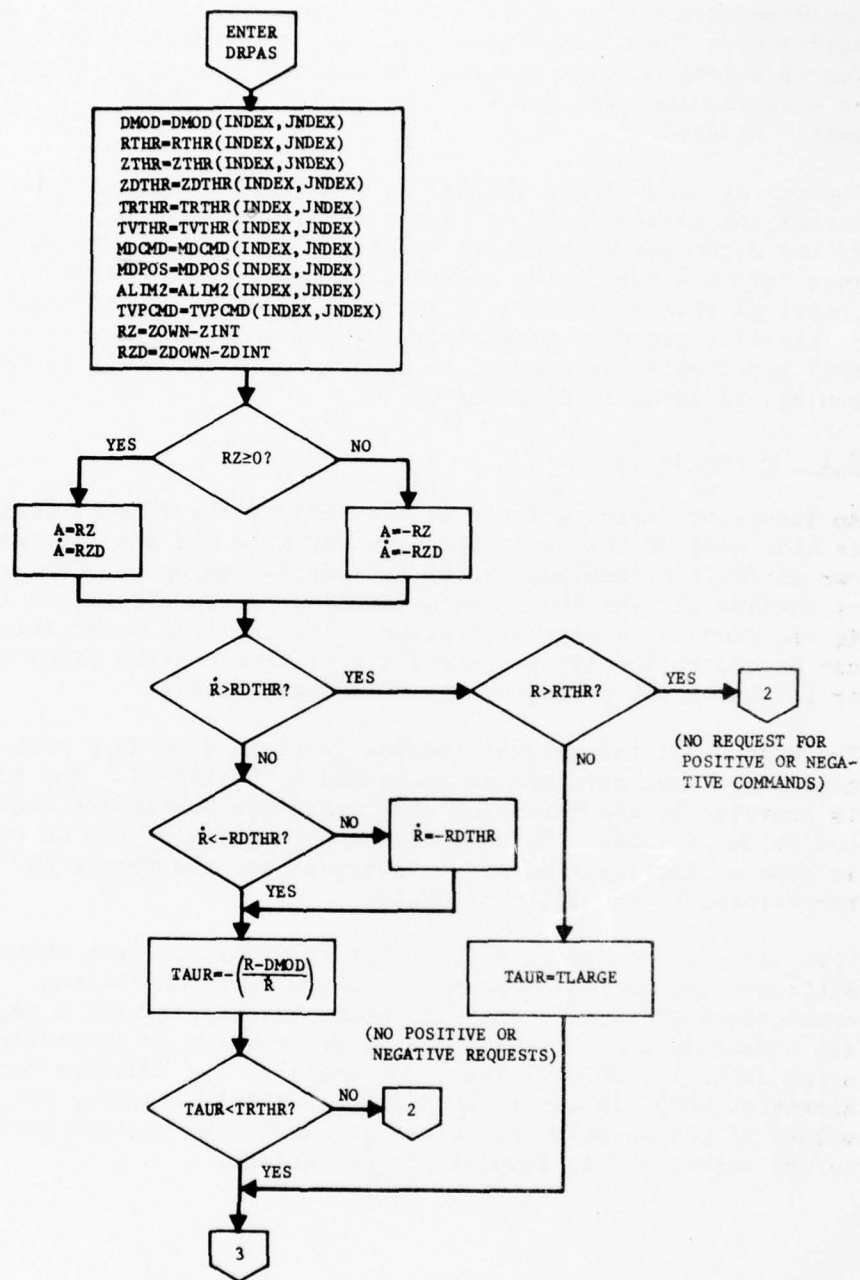 ENTER
DRPAS
DMOD=DMOD(INDEX,JNDEX)
RTHR=RTHR(INDEX,JNDEX)
ZTHR=ZTHR(INDEX,JNDEX)
ZDTHR=ZDTHR(INDEX,JNDEX)
TRTHR=TRTHR(INDEX,JNDEX)
TVTHR=TVTHR(INDEX,JNDEX)
MDCMD=MDCMD(INDEX,JNDEX)
MDPOS=MDPOS(INDEX,JNDEX)
ALIM2=ALIM2(INDEX,JNDEX)
TVPCMD=TVPCMD(INDEX,JNDEX)
RZ=ZOWN-ZINT
RZD=ZDOWN-ZDINT
YES
RZ≥0?
NO
A=RZ
Ȧ=RZD
A=-RZ
Ȧ=-RZD
Ṙ>RDTHR?
YES
R>RTHR?
YES
2
(NO REQUEST FOR
POSITIVE OR NEGA-
TIVE COMMANDS)
NO
NO
Ṙ<-RDTHR?
NO
Ṙ=-RDTHR
YES
TAUR=-(R-DMOD/Ṙ)
TAUR=TLARGE
(NO POSITIVE OR
NEGATIVE REQUESTS)
TAUR<TRTHR?
NO
2
YES
3